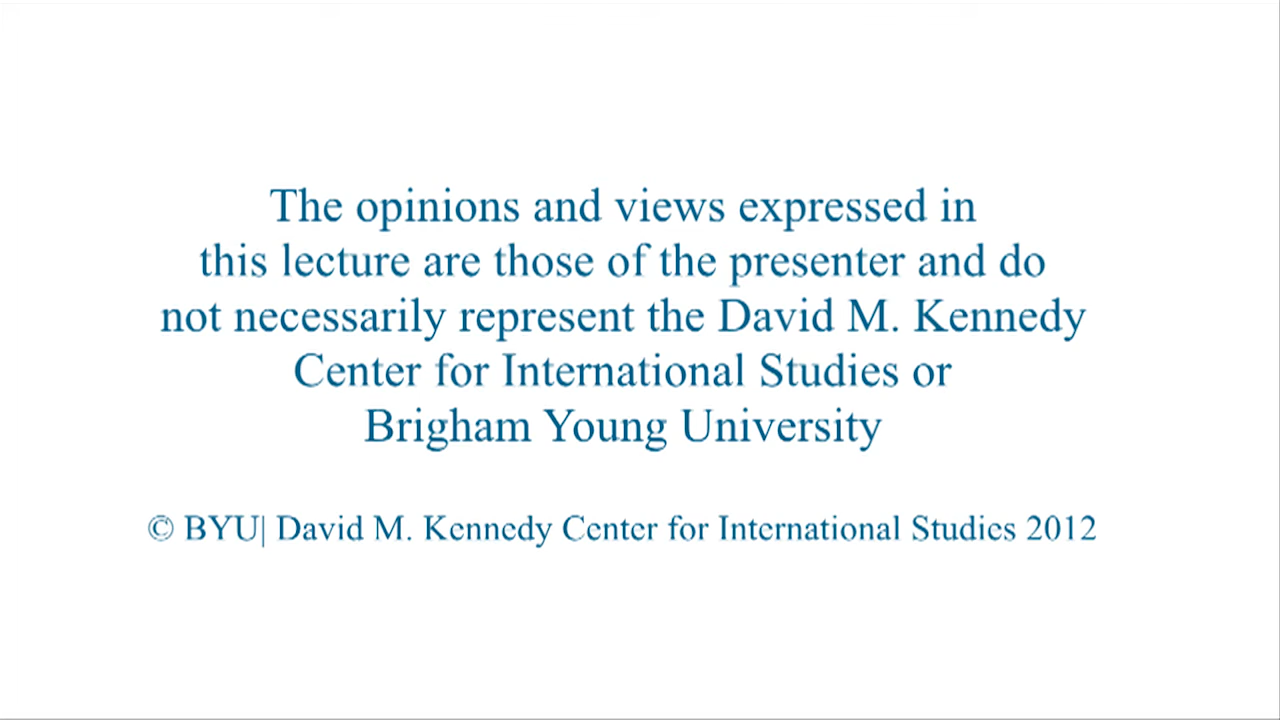 The opinions and views expressed in
this lecture are those of the presenter and do
not necessarily represent the David M. Kennedy
Center for International Studies or
Brigham Young University
© BYU| David M. Kennedy Center for International Studies 2012